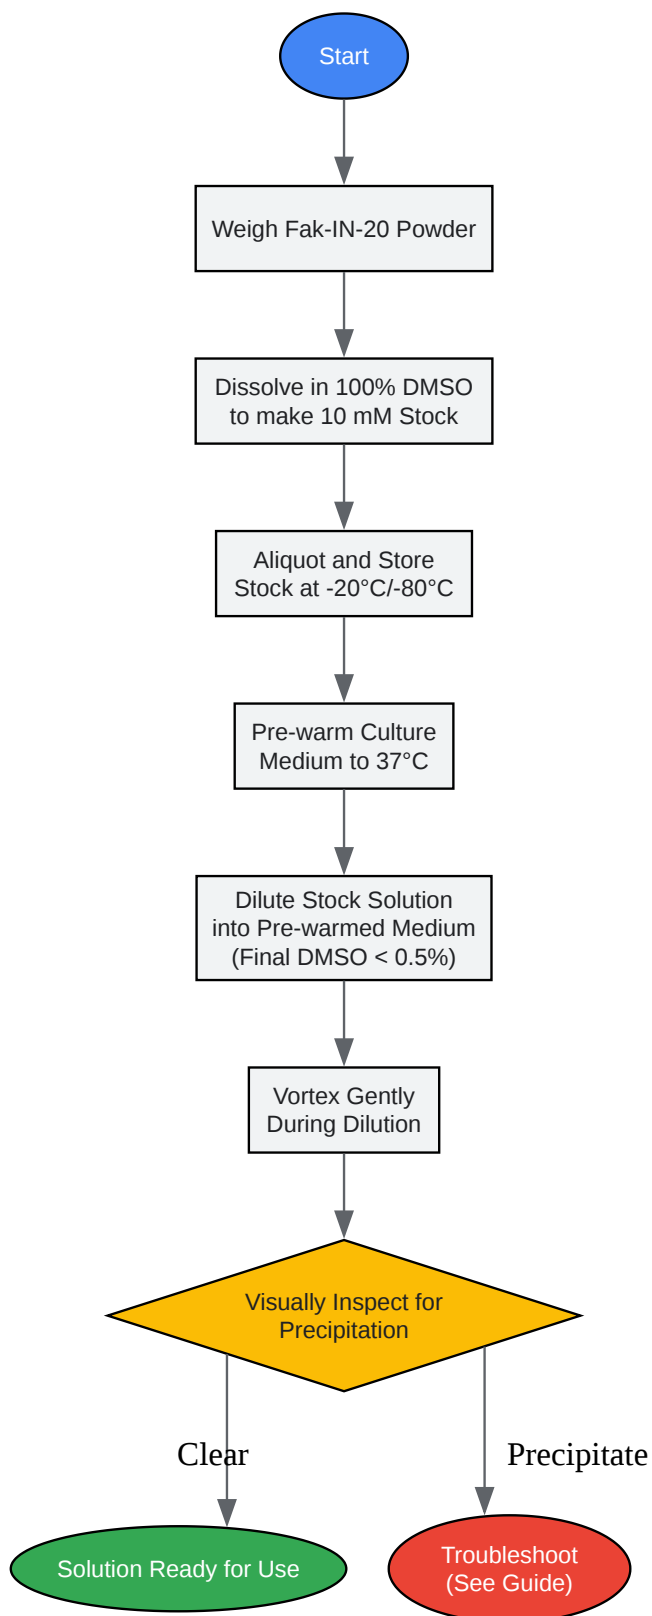 Start
Weigh Fak-IN-20 Powder
Dissolve in 100% DMSO
to make 10 mM Stock
Aliquot and Store
Stock at -20°C/-80°C
Pre-warm Culture
Medium to 37°C
Dilute Stock Solution
into Pre-warmed Medium
(Final DMSO < 0.5%)
Vortex Gently
During Dilution
Visually Inspect for
Precipitation
Clear
Precipitate
Solution Ready for Use
Troubleshoot
(See Guide)